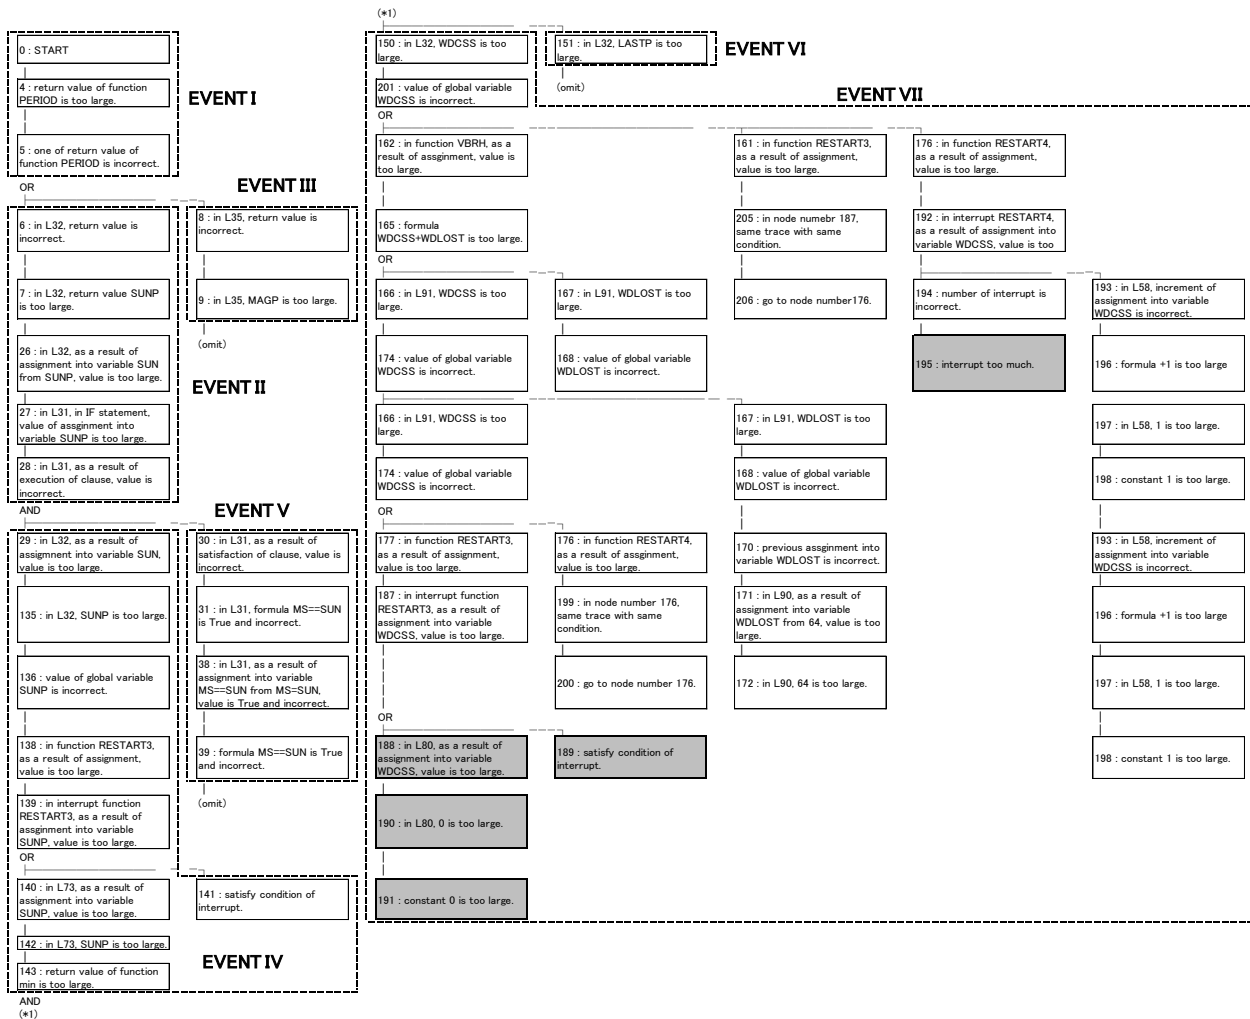 0 : START
4 : return value of function
PERIOD is too large.
EVENT I
5 : one of return value of
function PERIOD is incorrect.
OR
EVENT III
6 : in L32, return value is
incorrect.
8 : in L35, return value is
incorrect.
7 : in L32, return value SUNP
is too large.
9 : in L35, MAGP is too large.
(omit)
26 : in L32, as a result of
assignment into variable SUN
from SUNP, value is too large.
EVENT II
27 : in L31, in IF statement,
value of assginment into
variable SUNP is too large.
28 : in L31, as a result of
execution of clause, value is
incorrect.
AND
EVENT V
29 : in L32, as a result of
assigmnent into variable SUN,
value is too large.
30 : in L31, as a result of
satisfaction of clause, value is
incorrect.
135 : in L32, SUNP is too large.
31 : in L31, formula MS==SUN
is True and incorrect.
136 : value of global variable
SUNP is incorrect.
38 : in L31, as a result of
assignment into variable
MS==SUN from MS=SUN,
value is True and incorrect.
138 : in function RESTART3,
as a result of assignment,
value is too large.
39 : formula MS==SUN is True
and incorrect.
(omit)
139 : in interrupt function
RESTART3, as a result of
assginment into variable
SUNP, value is too large.
OR
140 : in L73, as a result of
assignment into variable
SUNP, value is too large.
141 : satisfy condition of
interrupt.
142 : in L73, SUNP is too large.
EVENT IV
143 : return value of function
min is too large.
AND
(*1)
(*1)
150 : in L32, WDCSS is too
large.
151 : in L32, LASTP is too
large.
EVENT VI
(omit)
201 : value of global variable
WDCSS is incorrect.
EVENT VII
OR
162 : in function VBRH, as a
result of assginment, value is
too large.
161 : in function RESTART3,
as a result of assignment,
value is too large.
176 : in function RESTART4,
as a result of assignment,
value is too large.
165 : formula
WDCSS+WDLOST is too large.
205 : in node numebr 187,
same trace with same
condition.
192 : in interrupt RESTART4,
as a result of assignment into
variable WDCSS, value is too
OR
166 : in L91, WDCSS is too
large.
167 : in L91, WDLOST is too
large.
206 : go to node number176.
194 : number of interrupt is
incorrect.
193 : in L58, increment of
assignment into variable
WDCSS is incorrect.
174 : value of global variable
WDCSS is incorrect.
168 : value of global variable
WDLOST is incorrect.
195 : interrupt too much.
196 : formula +1 is too large
166 : in L91, WDCSS is too
large.
167 : in L91, WDLOST is too
large.
197 : in L58, 1 is too large.
174 : value of global variable
WDCSS is incorrect.
168 : value of global variable
WDLOST is incorrect.
198 : constant 1 is too large.
OR
177 : in function RESTART3,
as a result of assignment,
value is too large.
176 : in function RESTART4,
as a result of assginment,
value is too large.
170 : previous assginment into
variable WDLOST is incorrect.
193 : in L58, increment of
assignment into variable
WDCSS is incorrect.
187 : in interrupt function
RESTART3, as a result of
assignment into variable
WDCSS, value is too large.
199 : in node number 176,
same trace with same
condition.
171 : in L90, as a result of
assignment into variable
WDLOST from 64, value is too
large.
196 : formula +1 is too large
200 : go to node number 176.
172 : in L90, 64 is too large.
197 : in L58, 1 is too large.
OR
188 : in L80, as a result of
assignment into variable
WDCSS, value is too large.
189 : satisfy condition of
interrupt.
198 : constant 1 is too large.
190 : in L80, 0 is too large.
191 : constant 0 is too large.